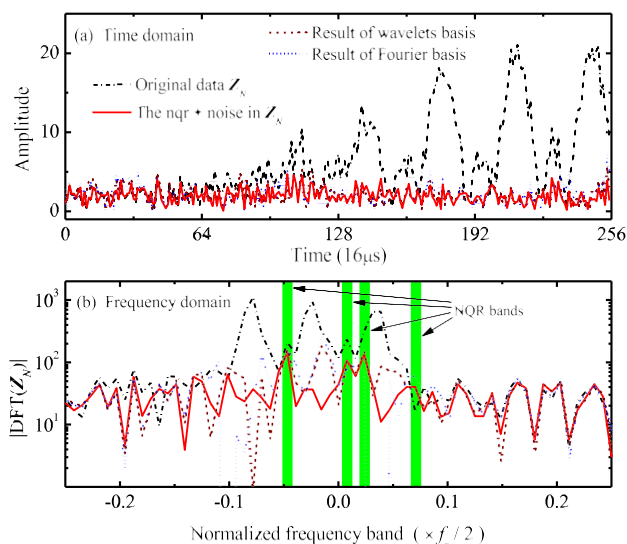 (a) Time domain
Result of wavelets basis
Result of Fourier basis
Original data Z_N
The nqr + noise in Z_N
Amplitude
20
10
0
0 64 128 192 256
Time (16μs)
(b) Frequency domain
NQR bands
|DFT(Z_N)|
10^3
10^2
10^1
-0.2 -0.1 0.0 0.1 0.2
Normalized frequency band ( × f_s / 2 )